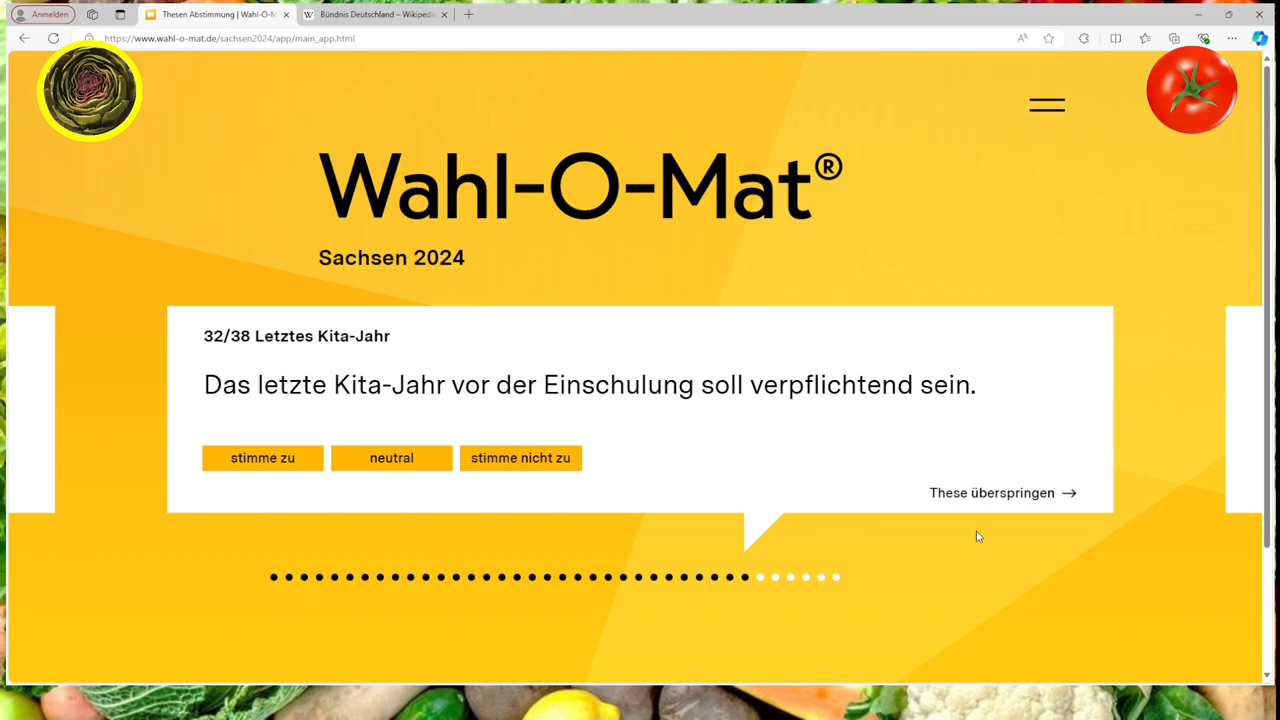 Anmelden
Thesen Abstimmung | Wahl-O-M
Bündnis Deutschland – Wikipedi
https://www.wahl-o-mat.de/sachsen2024/app/main_app.html
Wahl-O-Mat®
Sachsen 2024
32/38 Letztes Kita-Jahr
Das letzte Kita-Jahr vor der Einschulung soll verpflichtend sein.
stimme zu
neutral
stimme nicht zu
These überspringen →